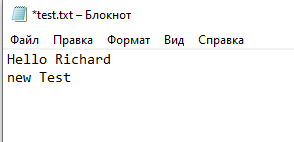 *test.txt – Блокнот
Файл Правка Формат Вид Справка
Hello Richard
new Test